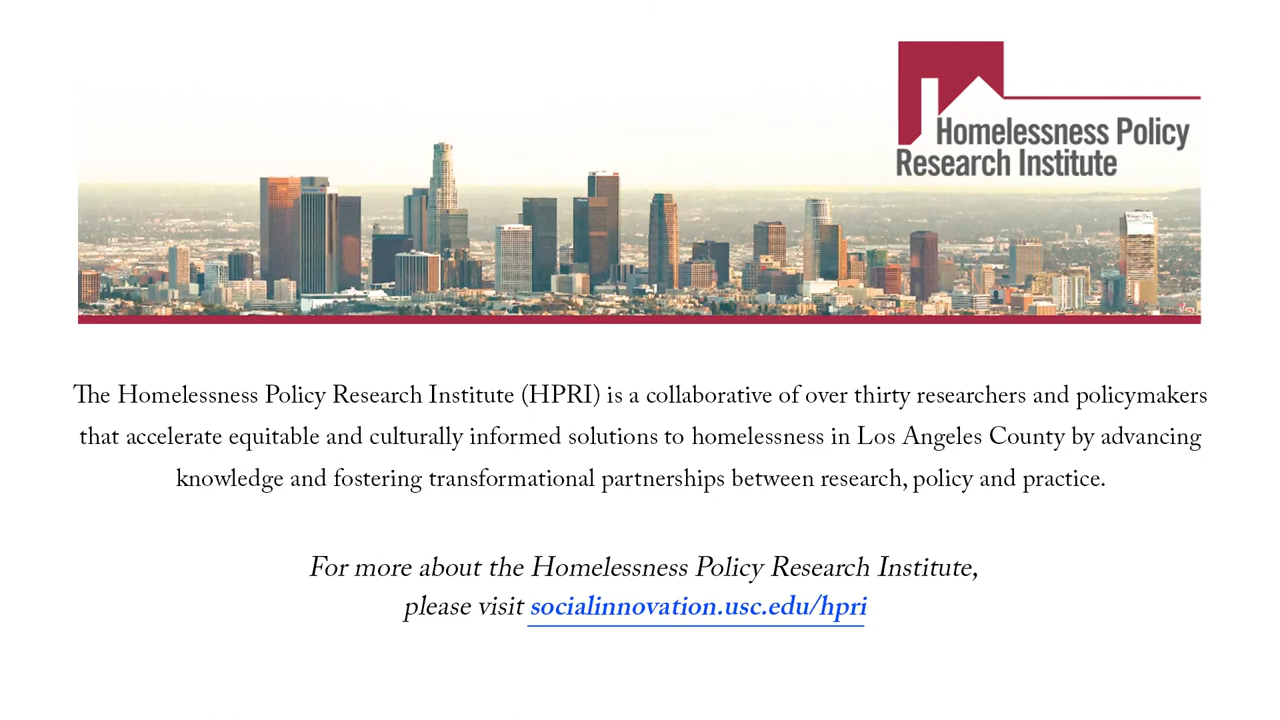 Homelessness Policy
Research Institute
The Homelessness Policy Research Institute (HPRI) is a collaborative of over thirty researchers and policymakers
that accelerate equitable and culturally informed solutions to homelessness in Los Angeles County by advancing
knowledge and fostering transformational partnerships between research, policy and practice.
For more about the Homelessness Policy Research Institute,
please visit socialinnovation.usc.edu/hpri